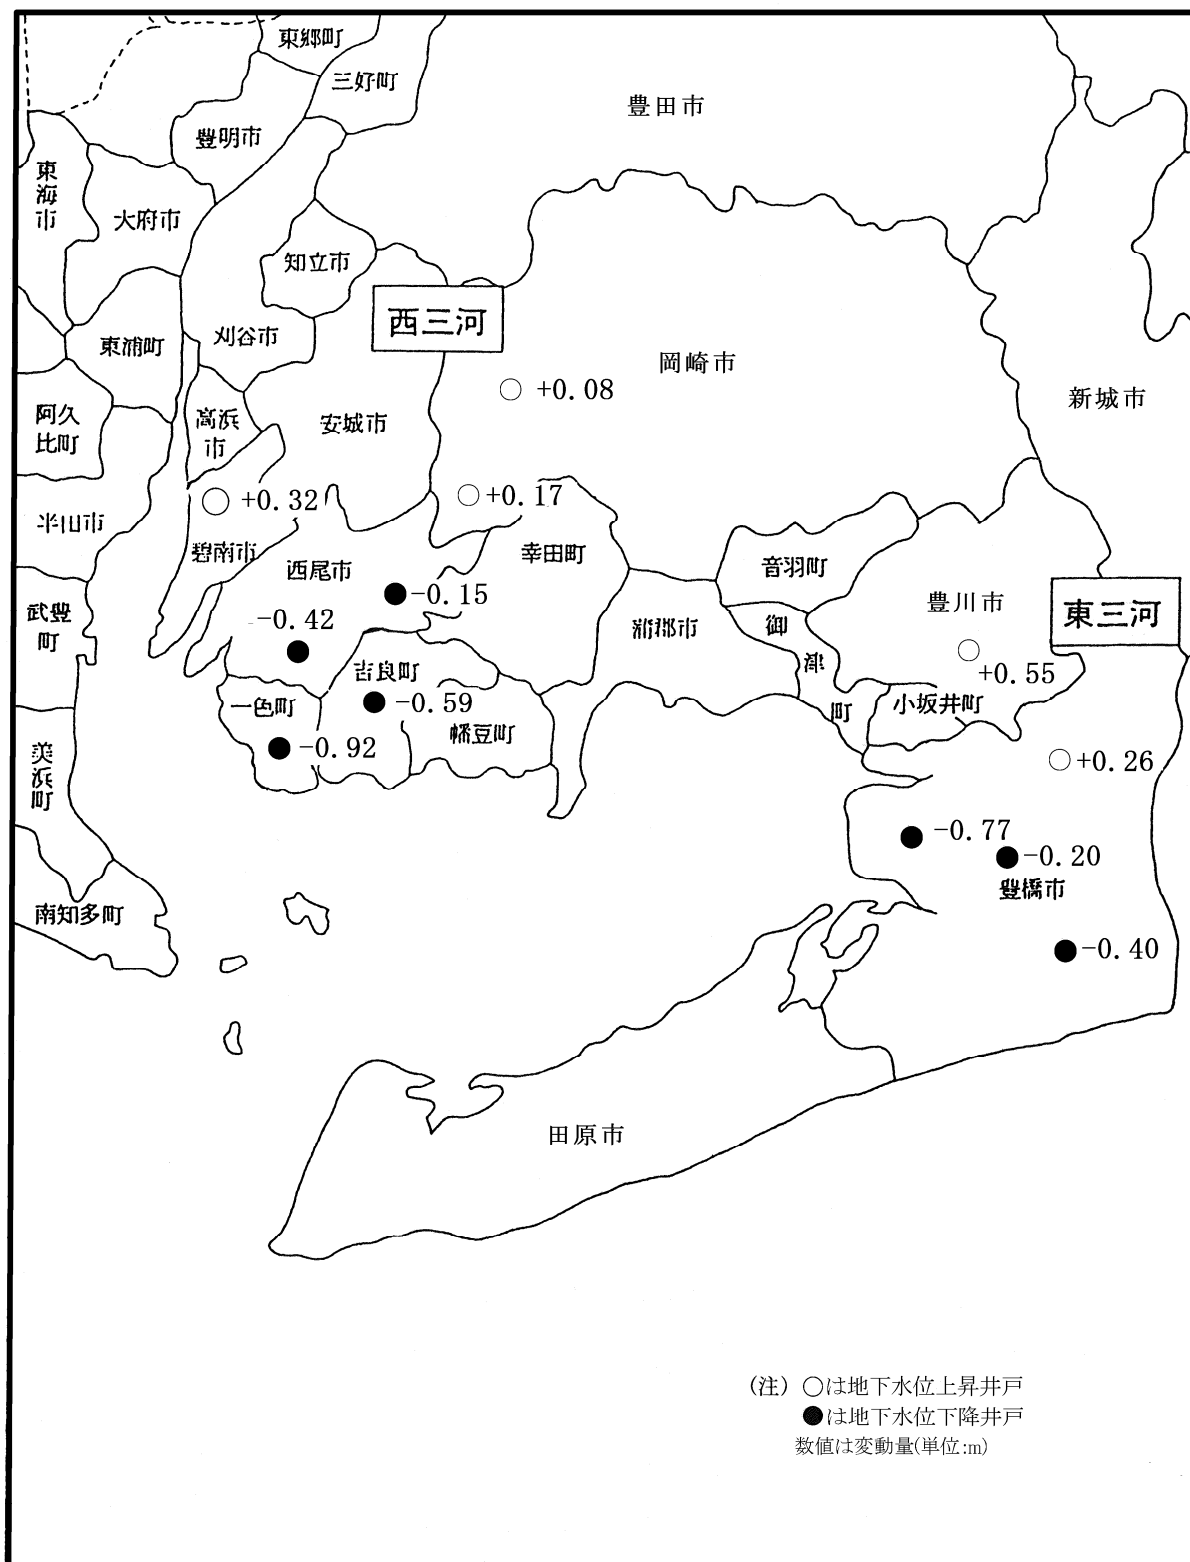 東郷町
三好町
豊田市
豊明市
東海市
大府市
知立市
西三河
刈谷市
東浦町
岡崎市
新城市
○ +0.08
阿久
比町
高浜
市
安城市
○+0.17
○ +0.32
半田市
碧南市
西尾市
幸田町
音羽町
豊川市
東三河
●-0.15
武豊
町
-0.42
●
蒲郡市
御
津
町
○
+0.55
吉良町
●-0.59
一色町
小坂井町
幡豆町
●-0.92
美浜町
○+0.26
●-0.77
●-0.20
豊橋市
南知多町
●-0.40
田原市
(注) ○は地下水位上昇井戸
●は地下水位下降井戸
数値は変動量(単位:m)